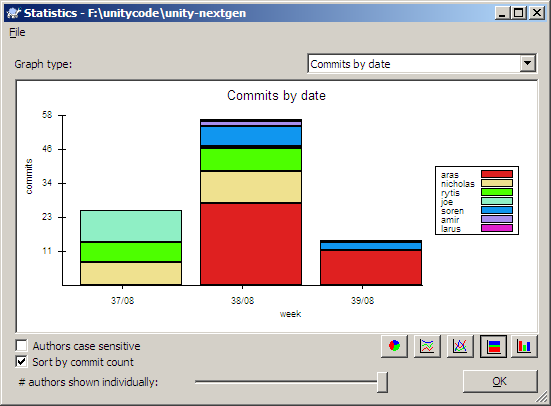 Statistics - F:\unitycode\unity-nextgen
File
Graph type:
Commits by date
Commits by date
58
46
34
23
11
commits
37/08
38/08
39/08
week
aras
nicholas
rytis
joe
soren
amir
larus
Authors case sensitive
Sort by commit count
# authors shown individually:
OK